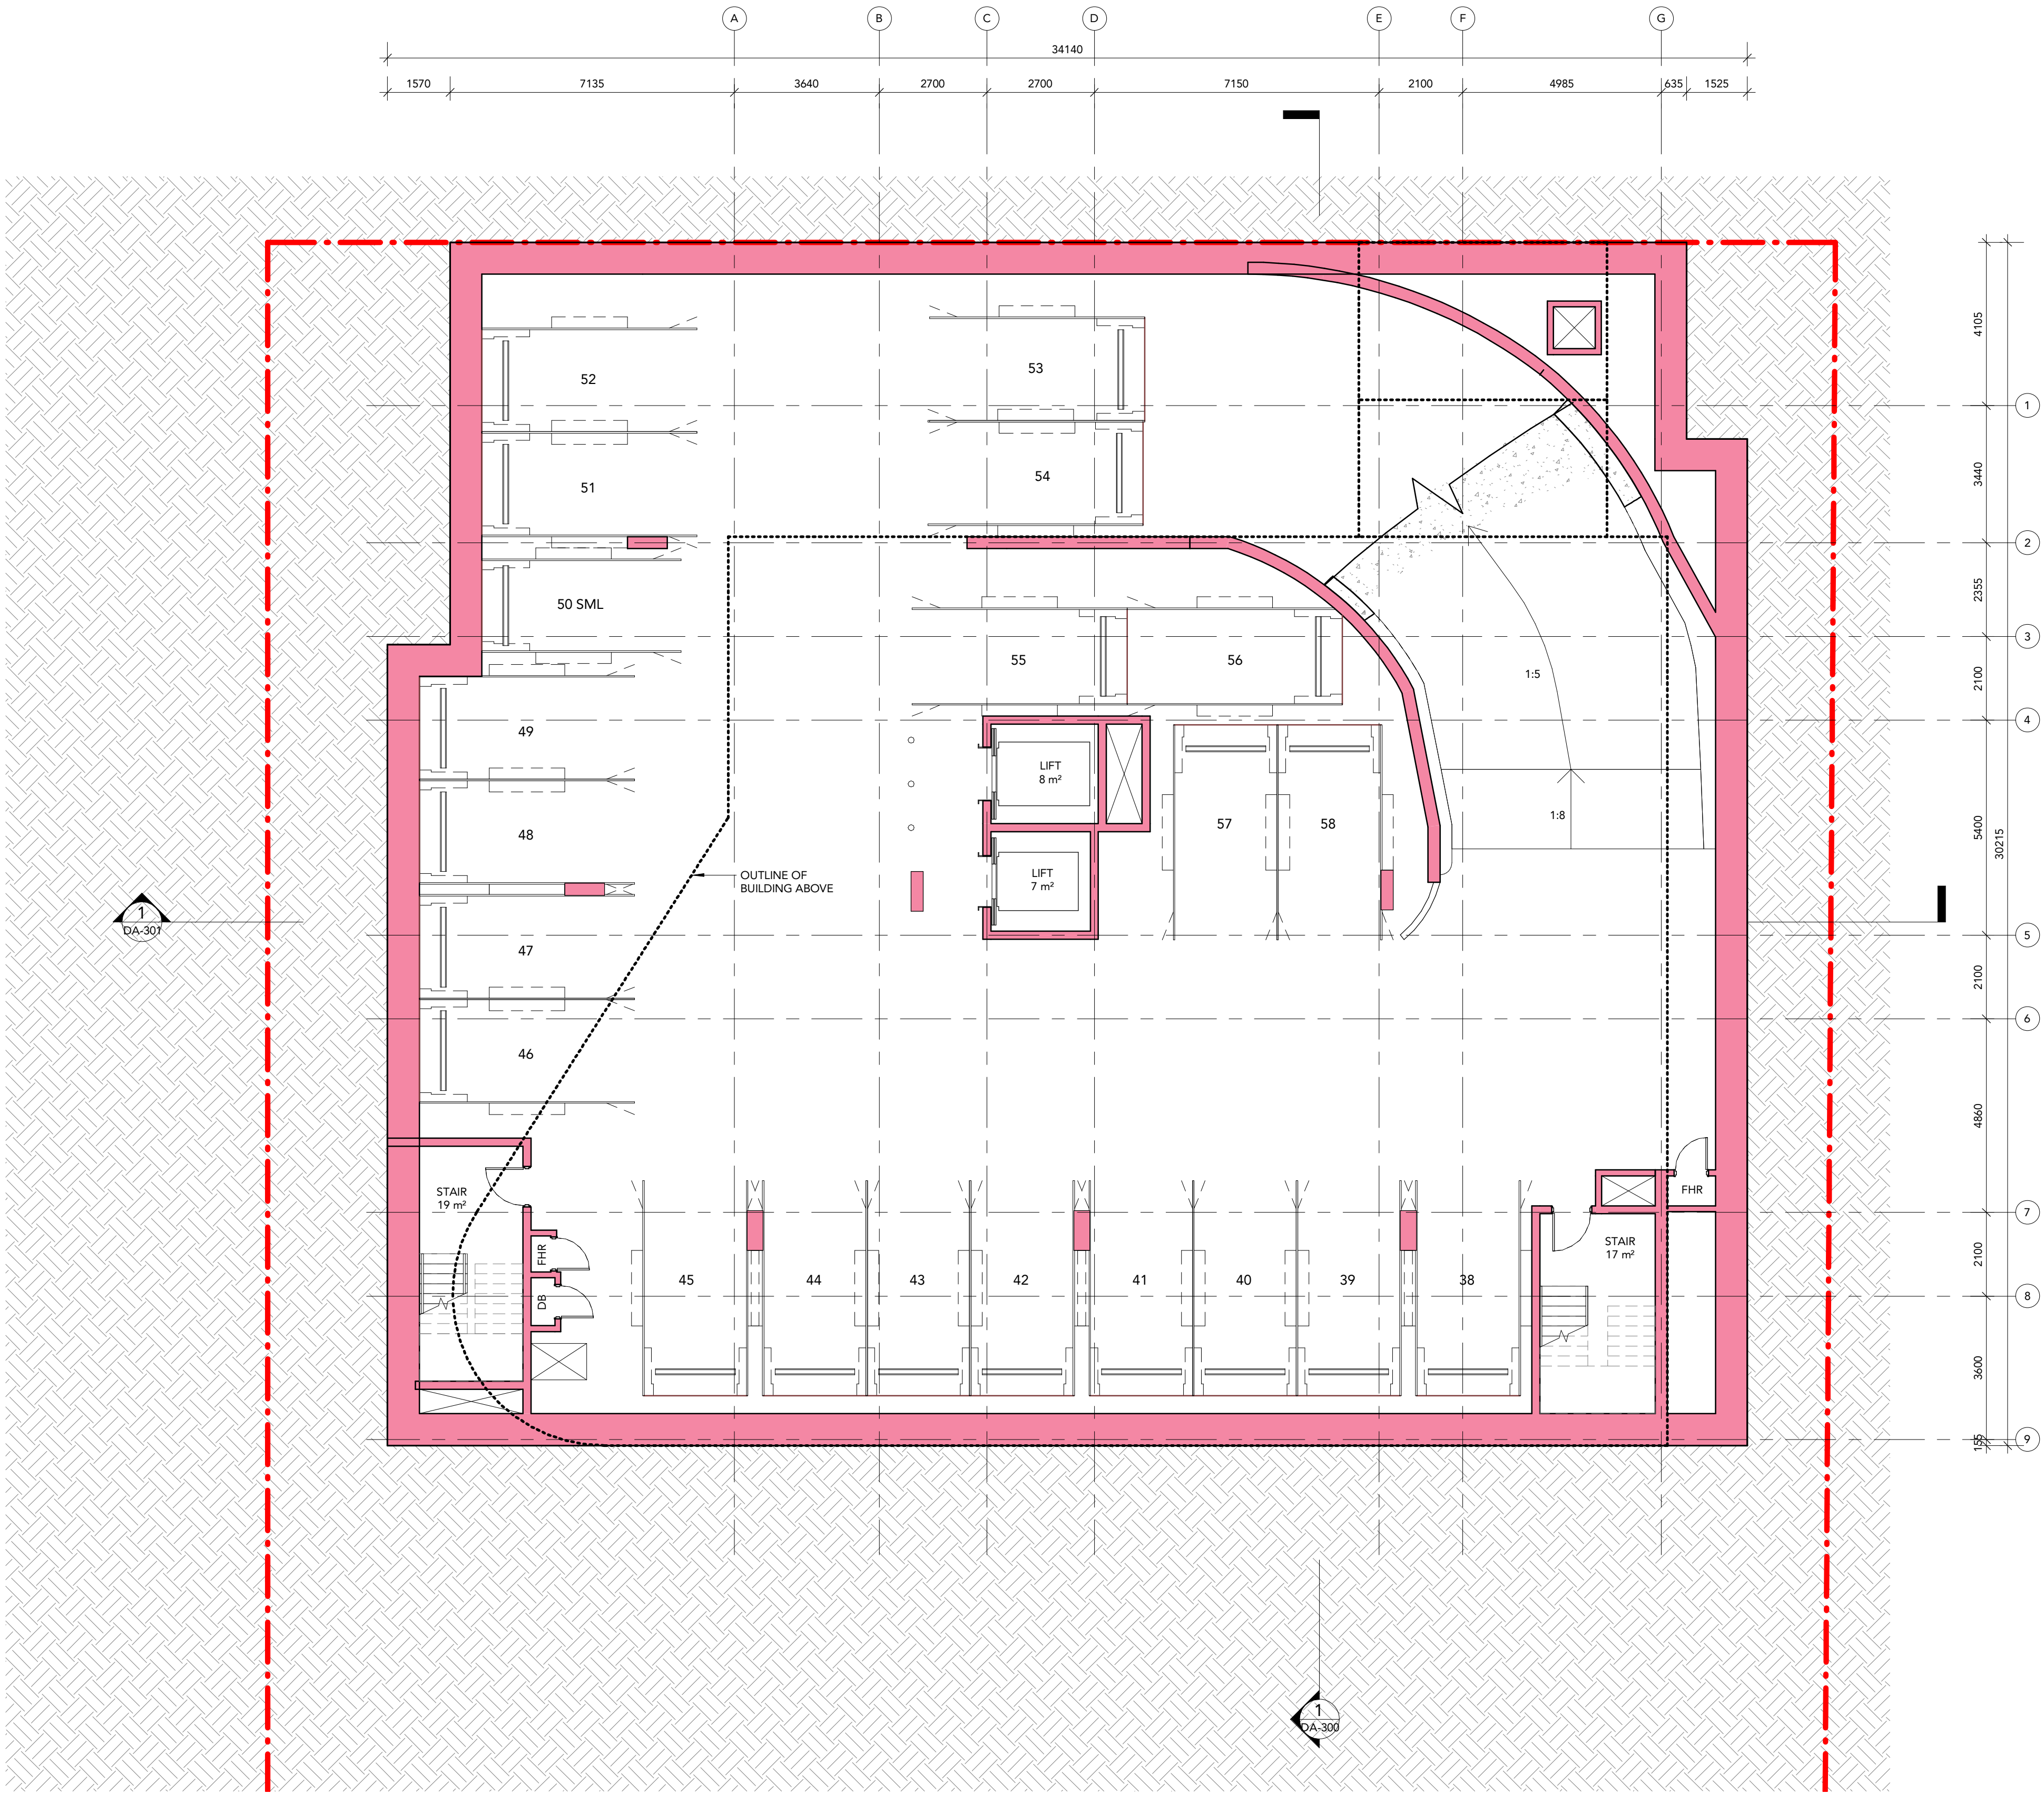 A B C D E F G
34140
1570 7135 3640 2700 2700 7150 2100 4985 635 1525
4105
53
52
1
3440
54
51
2
2355
50 SML
3
55 56
1:5
2100
4
49
LIFT
8 m²
1:8
57 58
48
5400
30215
OUTLINE OF
BUILDING ABOVE
LIFT
7 m²
1
DA-301
5
47
2100
6
46
4860
STAIR
19 m²
FHR
7
STAIR
17 m²
FHR
2100
45 44 43 42 41 40 39 38
DB
8
3600
155
9
1
DA-300